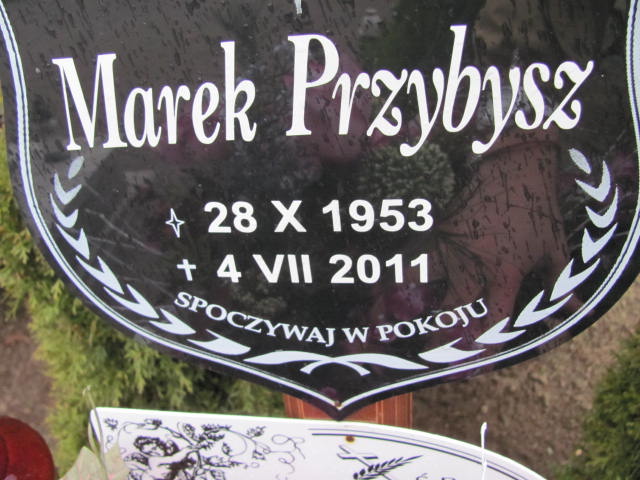 Marek Przybysz
28 X 1953
4 VII 2011
SPOCZYWAJ W POKOJU